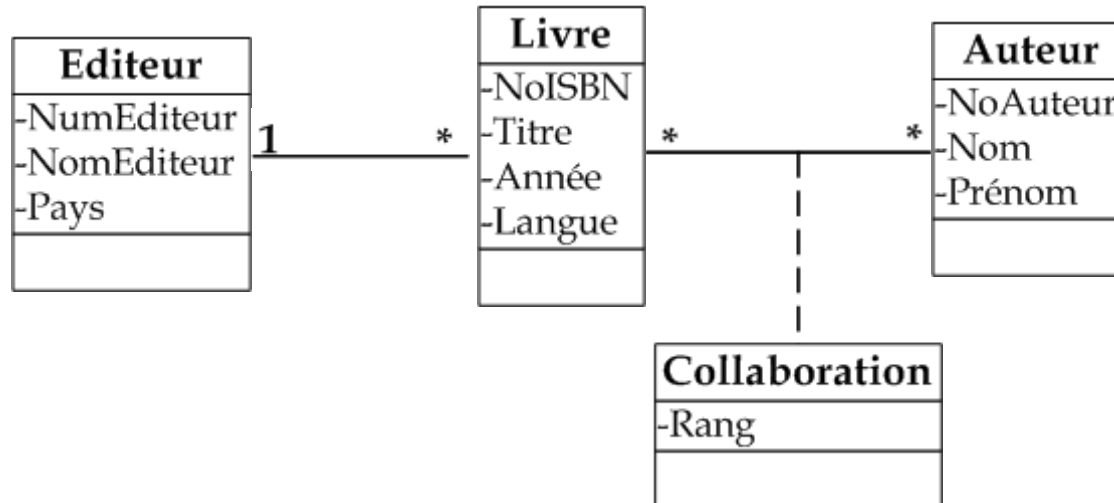 Editeur
-NumEditeur
-NomEditeur
-Pays
1
*
Livre
-NoISBN
-Titre
-Année
-Langue
*
*
Auteur
-NoAuteur
-Nom
-Prénom
Collaboration
-Rang